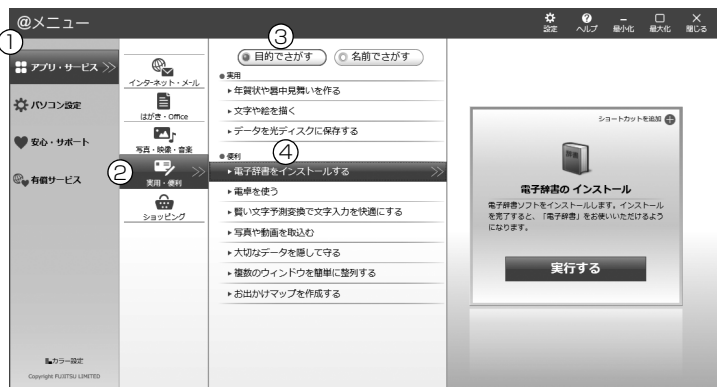 @メニュー
設定
ヘルプ
最小化
最大化
閉じる
①
アプリ・サービス
パソコン設定
安心・サポート
有償サービス
カラー設定
Copyright FUJITSU LIMITED
インターネット・メール
はがき・Office
写真・映像・音楽
②
実用・便利
ショッピング
③
目的でさがす
名前でさがす
●実用
年賀状や暑中見舞いを作る
文字や絵を描く
データを光ディスクに保存する
●便利
④
電子辞書をインストールする
電卓を使う
賢い文字予測変換で文字入力を快適にする
写真や動画を取込む
大切なデータを隠して守る
複数のウィンドウを簡単に整列する
お出かけマップを作成する
ショートカットを追加
辞書
電子辞書の インストール
電子辞書ソフトをインストールします。インストール
を完了すると、「電子辞書」をお使いいただけるよう
になります。
実行する